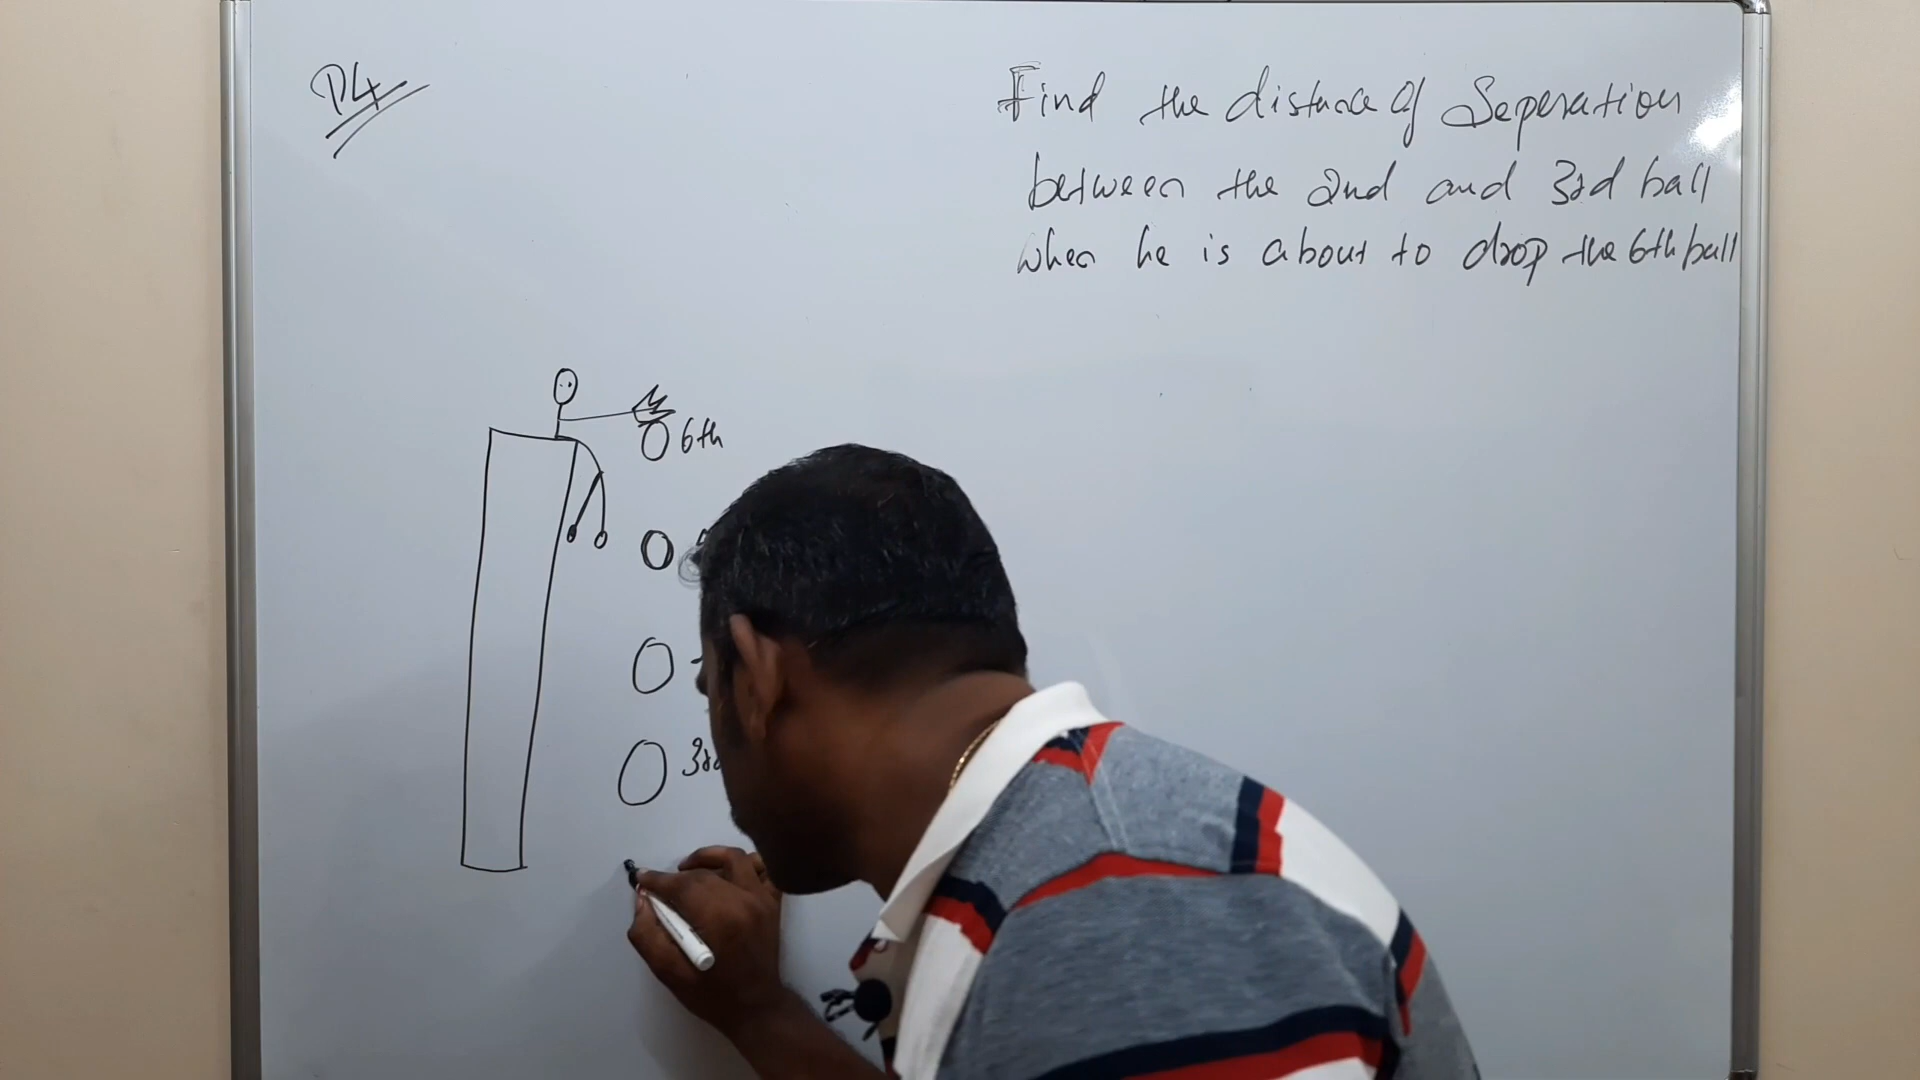 P4
Find the distance of Seperation
between the 2nd and 3rd ball
when he is about to drop the 6th ball
6th
3rd